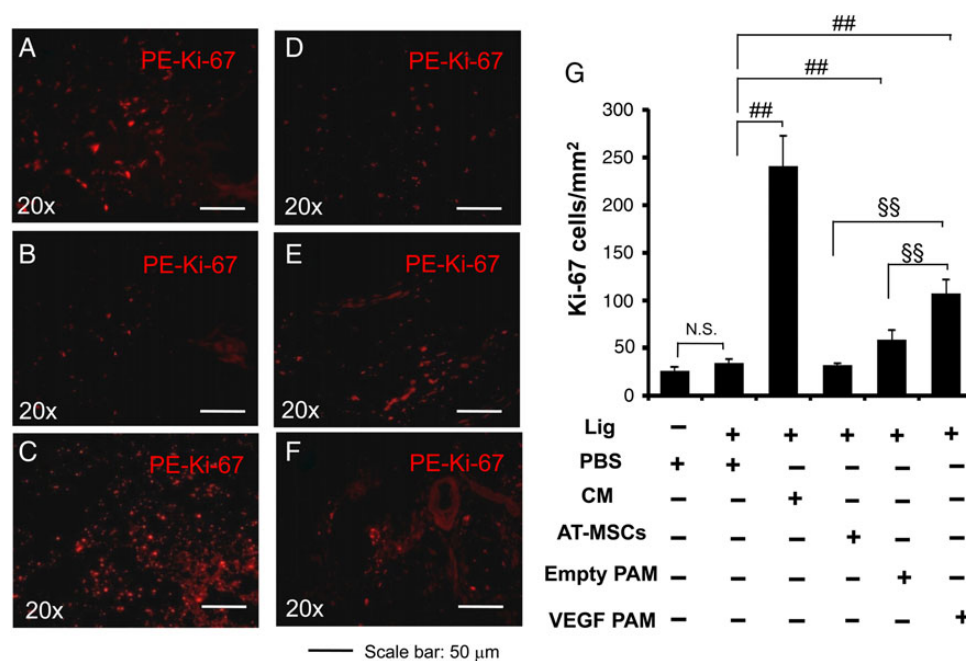 A
PE-Ki-67
20x
B
PE-Ki-67
20x
C
PE-Ki-67
20x
D
PE-Ki-67
20x
E
PE-Ki-67
20x
F
PE-Ki-67
20x
Scale bar: 50 μm
G
##
##
##
§§
§§
N.S.
Ki-67 cells/mm²
300
250
200
150
100
50
0
Lig − + + + + +
PBS + + − − − −
CM − − + − − −
AT-MSCs − − − + − −
Empty PAM − − − − + −
VEGF PAM − − − − − +